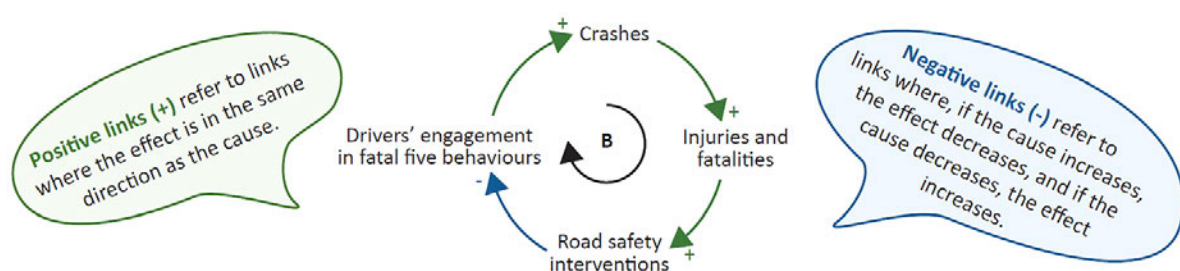 Positive links (+) refer to links
where the effect is in the same
direction as the cause.
+
Crashes
+
Injuries and
fatalities
+
Road safety
interventions
-
Drivers' engagement
in fatal five behaviours
B
Negative links (-) refer to
links where, if the cause increases,
the effect decreases, and if the
cause decreases, the effect
increases.